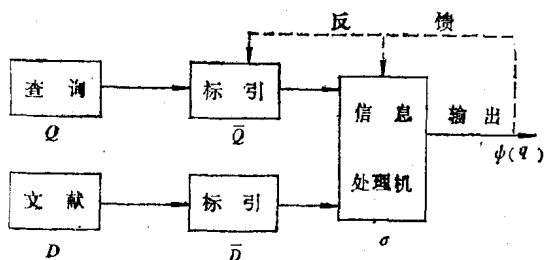 反 馈
查 询
标 引
信 息
处理机
输 出
Q
Q̄
ψ(q)
文 献
标 引
D
D̄
σ